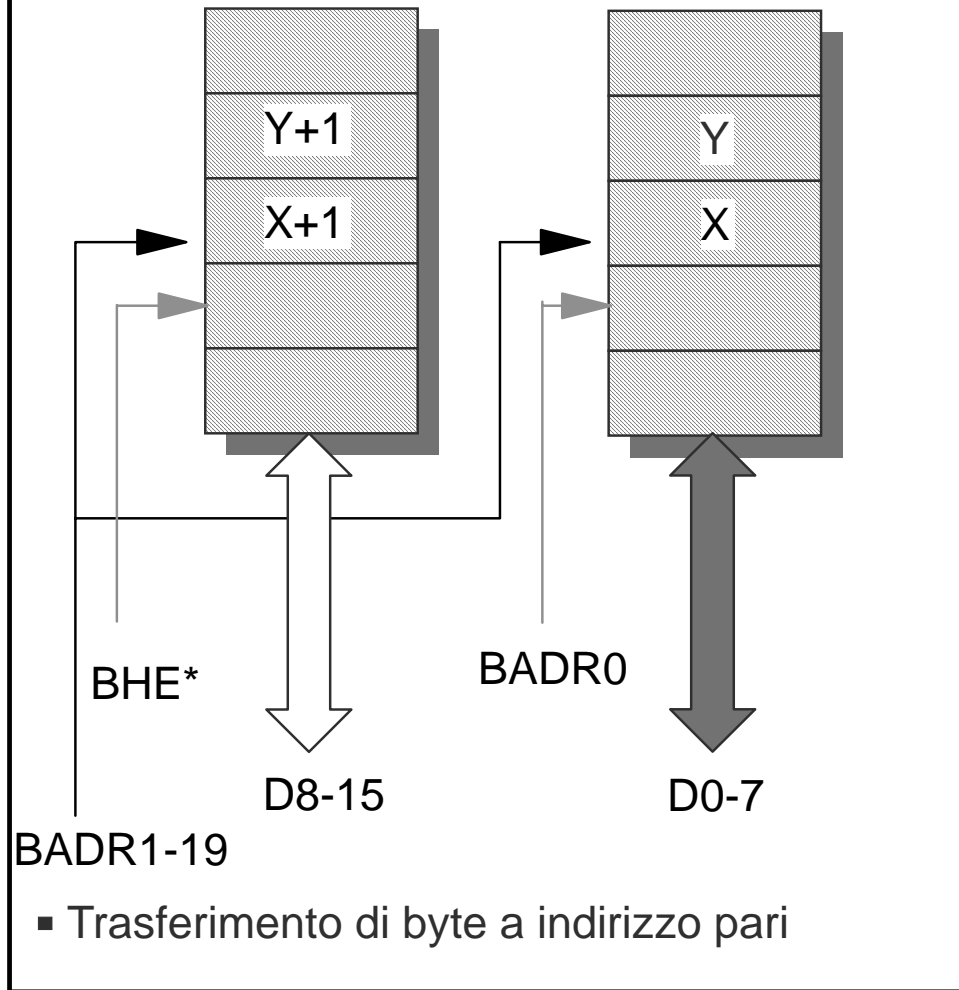 Y+1
Y
X+1
X
BHE*
BADR0
D8-15
D0-7
BADR1-19
▪ Trasferimento di byte a indirizzo pari